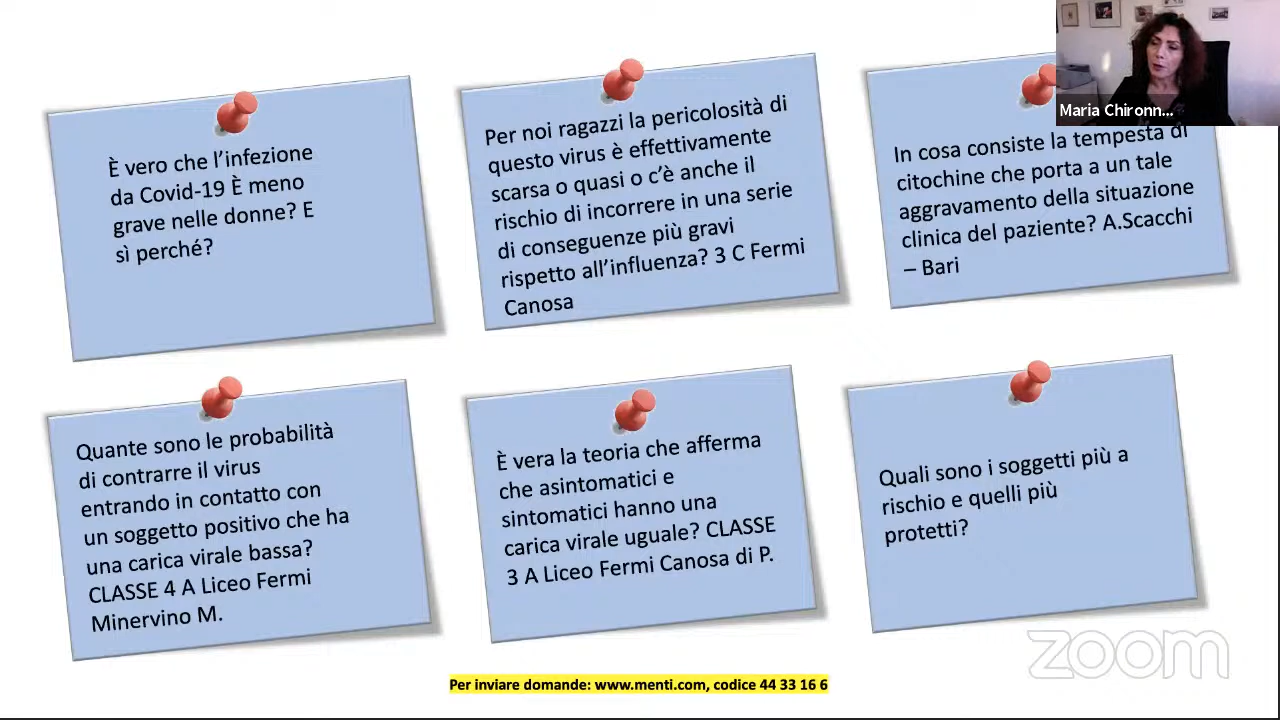 È vero che l'infezione
da Covid-19 È meno
grave nelle donne? E
sì perché?
Per noi ragazzi la pericolosità di
questo virus è effettivamente
scarsa o quasi o c'è anche il
rischio di incorrere in una serie
di conseguenze più gravi
rispetto all'influenza? 3 C Fermi
Canosa
Maria Chironn...
In cosa consiste la tempesta di
citochine che porta a un tale
aggravamento della situazione
clinica del paziente? A.Scacchi
– Bari
Quante sono le probabilità
di contrarre il virus
entrando in contatto con
un soggetto positivo che ha
una carica virale bassa?
CLASSE 4 A Liceo Fermi
Minervino M.
È vera la teoria che afferma
che asintomatici e
sintomatici hanno una
carica virale uguale? CLASSE
3 A Liceo Fermi Canosa di P.
Quali sono i soggetti più a
rischio e quelli più
protetti?
zoom
Per inviare domande: www.menti.com, codice 44 33 16 6